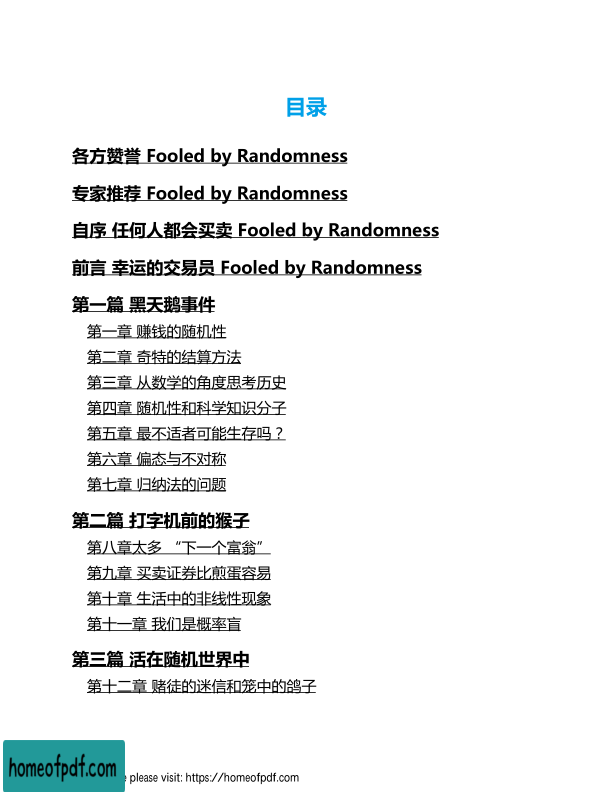 目录
各方赞誉 Fooled by Randomness
专家推荐 Fooled by Randomness
自序 任何人都会买卖 Fooled by Randomness
前言 幸运的交易员 Fooled by Randomness
第一篇 黑天鹅事件
第一章 赚钱的随机性
第二章 奇特的结算方法
第三章 从数学的角度思考历史
第四章 随机性和科学知识分子
第五章 最不适者可能生存吗？
第六章 偏态与不对称
第七章 归纳法的问题
第二篇 打字机前的猴子
第八章太多 “下一个富翁”
第九章 买卖证券比煎蛋容易
第十章 生活中的非线性现象
第十一章 我们是概率盲
第三篇 活在随机世界中
第十二章 赌徒的迷信和笼中的鸽子
homeofpdf.com
please visit: https://homeofpdf.com